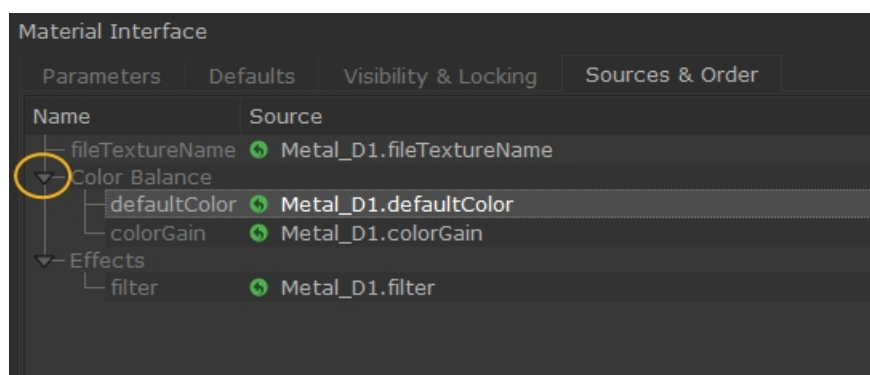 Material Interface
Parameters Defaults Visibility & Locking Sources & Order
Name Source
fileTextureName Metal_D1.fileTextureName
Color Balance
defaultColor Metal_D1.defaultColor
colorGain Metal_D1.colorGain
Effects
filter Metal_D1.filter